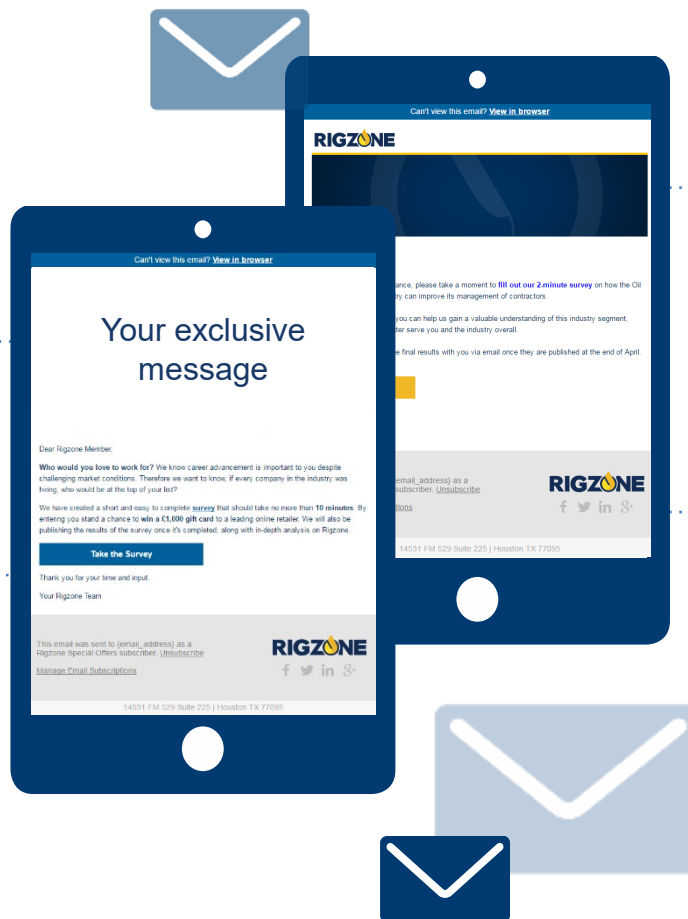 Can't view this email? View in browser
RIGZONE
ance, please take a moment to fill out our 2-minute survey on how the Oil
try can improve its management of contractors.
you can help us gain a valuable understanding of this industry segment,
ter serve you and the industry overall.
e final results with you via email once they are published at the end of April.
email_address) as a
subscriber. Unsubscribe
tions
RIGZONE
f in 8+
14531 FM 529 Suite 225 | Houston TX 77095
Can't view this email? View in browser
Your exclusive
message
Dear Rigzone Member,
Who would you love to work for? We know career advancement is important to you despite
challenging market conditions. Therefore we want to know, if every company in the industry was
hiring, who would be at the top of your list?
We have created a short and easy to complete survey that should take no more than 10 minutes. By
entering you stand a chance to win a £1,000 gift card to a leading online retailer. We will also be
publishing the results of the survey once it's completed, along with in-depth analysis on Rigzone.
Take the Survey
Thank you for your time and input.
Your Rigzone Team
This email was sent to (email_address) as a
Rigzone Special Offers subscriber. Unsubscribe
Manage Email Subscriptions
RIGZONE
f in 8+
14531 FM 529 Suite 225 | Houston TX 77095